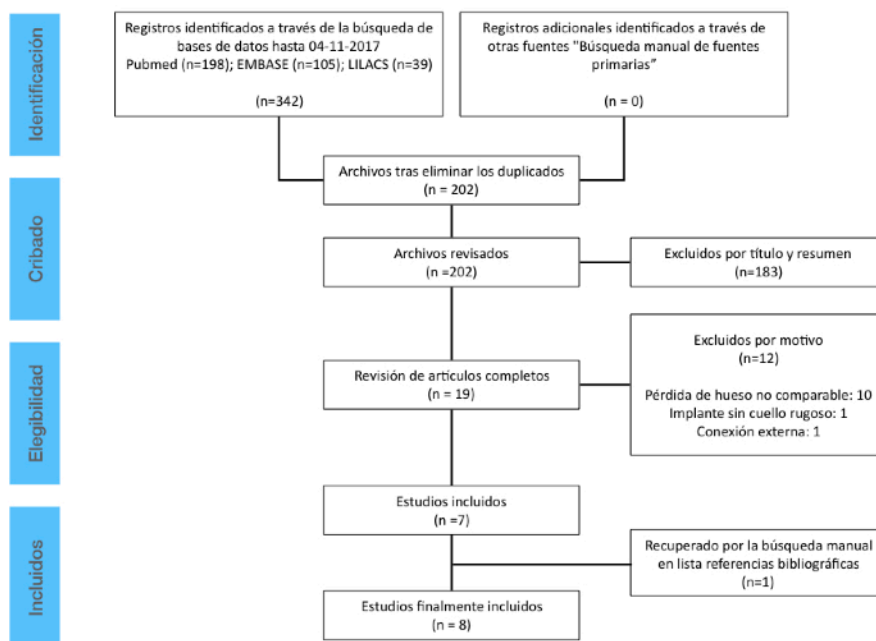 Identificación
Registros identificados a través de la búsqueda de
bases de datos hasta 04-11-2017
Pubmed (n=198); EMBASE (n=105); LILACS (n=39)
(n=342)
Registros adicionales identificados a través de
otras fuentes "Búsqueda manual de fuentes
primarias”
(n = 0)
Archivos tras eliminar los duplicados
(n = 202)
Cribado
Archivos revisados
(n =202)
Excluidos por título y resumen
(n=183)
Elegibilidad
Revisión de artículos completos
(n = 19)
Excluidos por motivo
(n=12)
Pérdida de hueso no comparable: 10
Implante sin cuello rugoso: 1
Conexión externa: 1
Incluidos
Estudios incluidos
(n =7)
Recuperado por la búsqueda manual
en lista referencias bibliográficas
(n=1)
Estudios finalmente incluidos
(n = 8)